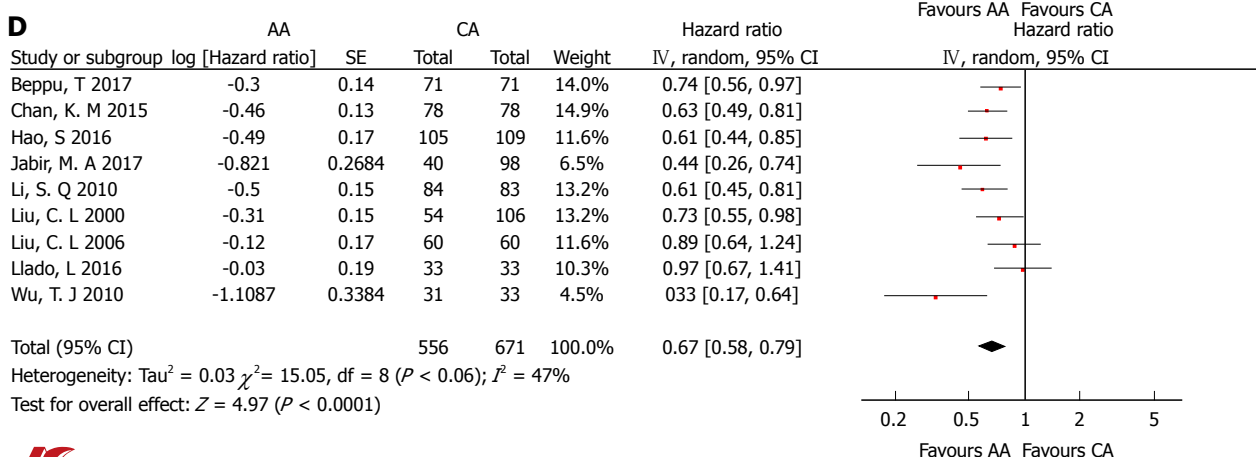 Favours AA Favours CA
D AA CA Hazard ratio Hazard ratio
Study or subgroup log [Hazard ratio] SE Total Total Weight Ⅳ, random, 95% CI Ⅳ, random, 95% CI
Beppu, T 2017 -0.3 0.14 71 71 14.0% 0.74 [0.56, 0.97]
Chan, K. M 2015 -0.46 0.13 78 78 14.9% 0.63 [0.49, 0.81]
Hao, S 2016 -0.49 0.17 105 109 11.6% 0.61 [0.44, 0.85]
Jabir, M. A 2017 -0.821 0.2684 40 98 6.5% 0.44 [0.26, 0.74]
Li, S. Q 2010 -0.5 0.15 84 83 13.2% 0.61 [0.45, 0.81]
Liu, C. L 2000 -0.31 0.15 54 106 13.2% 0.73 [0.55, 0.98]
Liu, C. L 2006 -0.12 0.17 60 60 11.6% 0.89 [0.64, 1.24]
Llado, L 2016 -0.03 0.19 33 33 10.3% 0.97 [0.67, 1.41]
Wu, T. J 2010 -1.1087 0.3384 31 33 4.5% 033 [0.17, 0.64]
Total (95% CI) 556 671 100.0% 0.67 [0.58, 0.79]
Heterogeneity: Tau² = 0.03 χ²= 15.05, df = 8 (P < 0.06); I² = 47%
Test for overall effect: Z = 4.97 (P < 0.0001)
0.2 0.5 1 2 5
Favours AA Favours CA